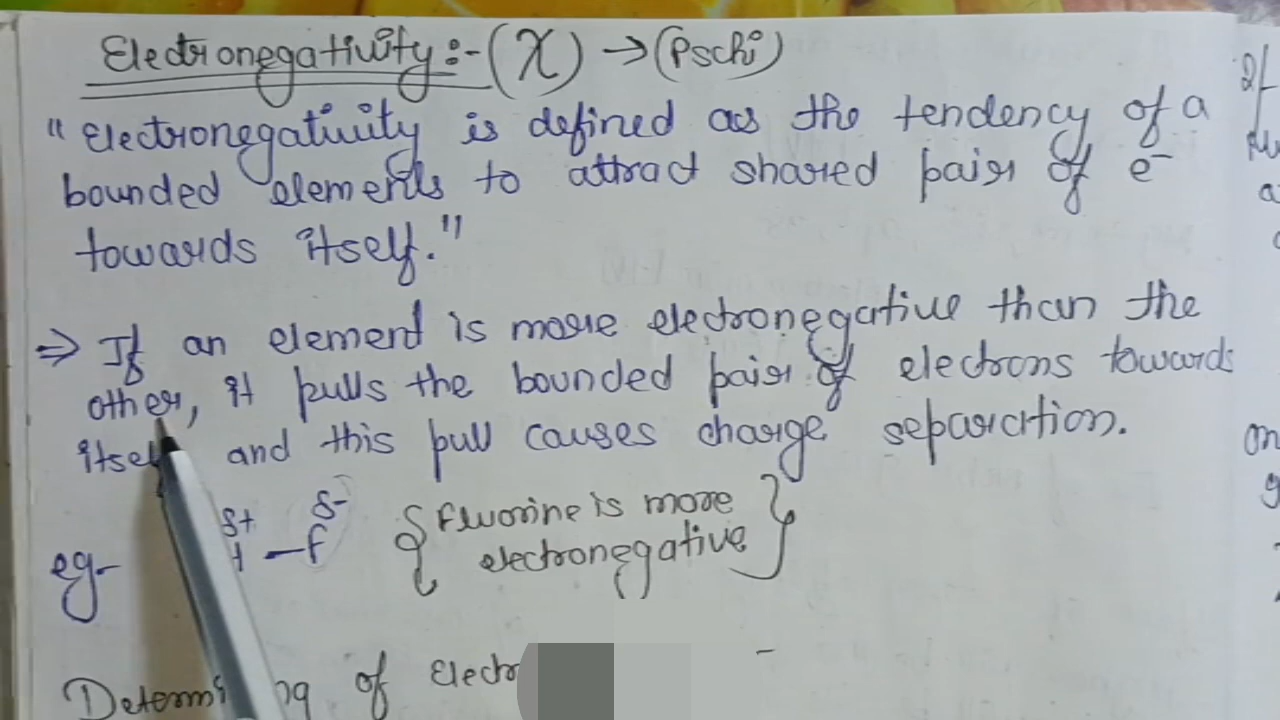 Electronegativity:- (χ) → (Pschi)
"Electronegativity is defined as the tendency of a
bounded elements to attract shared pair of e⁻
towards itself."
⇒ If an element is more electronegative than the
other, it pulls the bounded pair of electrons towards
itself and this pull causes charge separation.
δ+ δ-
eg- — F { Fluorine is more
electronegative }
of